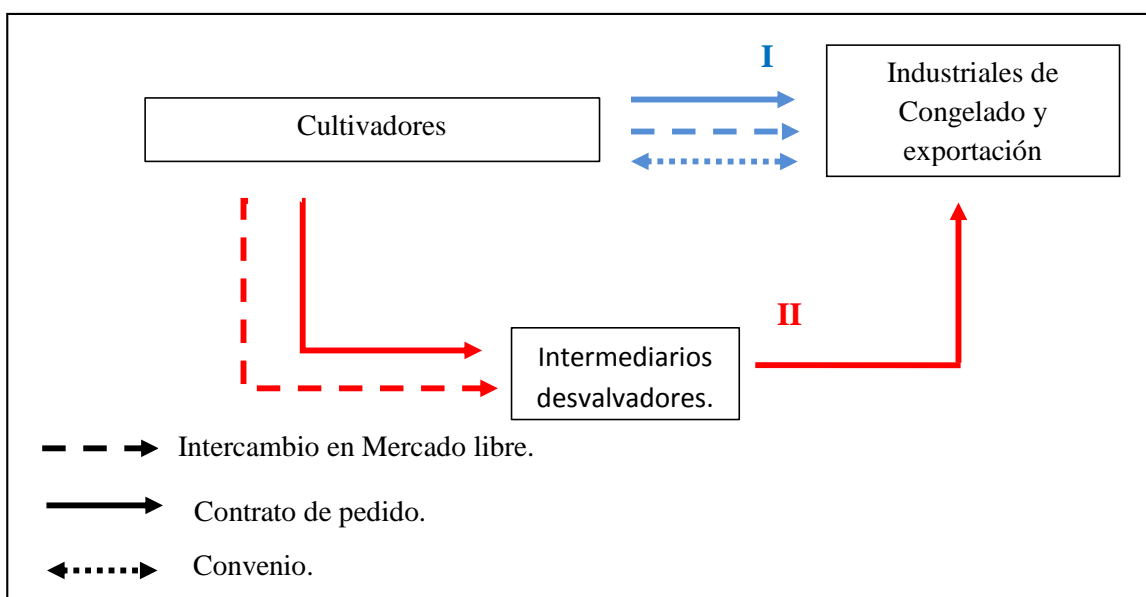 I
Industriales de
Congelado y
exportación
Cultivadores
II
Intermediarios
desvalvadores.
Intercambio en Mercado libre.
Contrato de pedido.
Convenio.